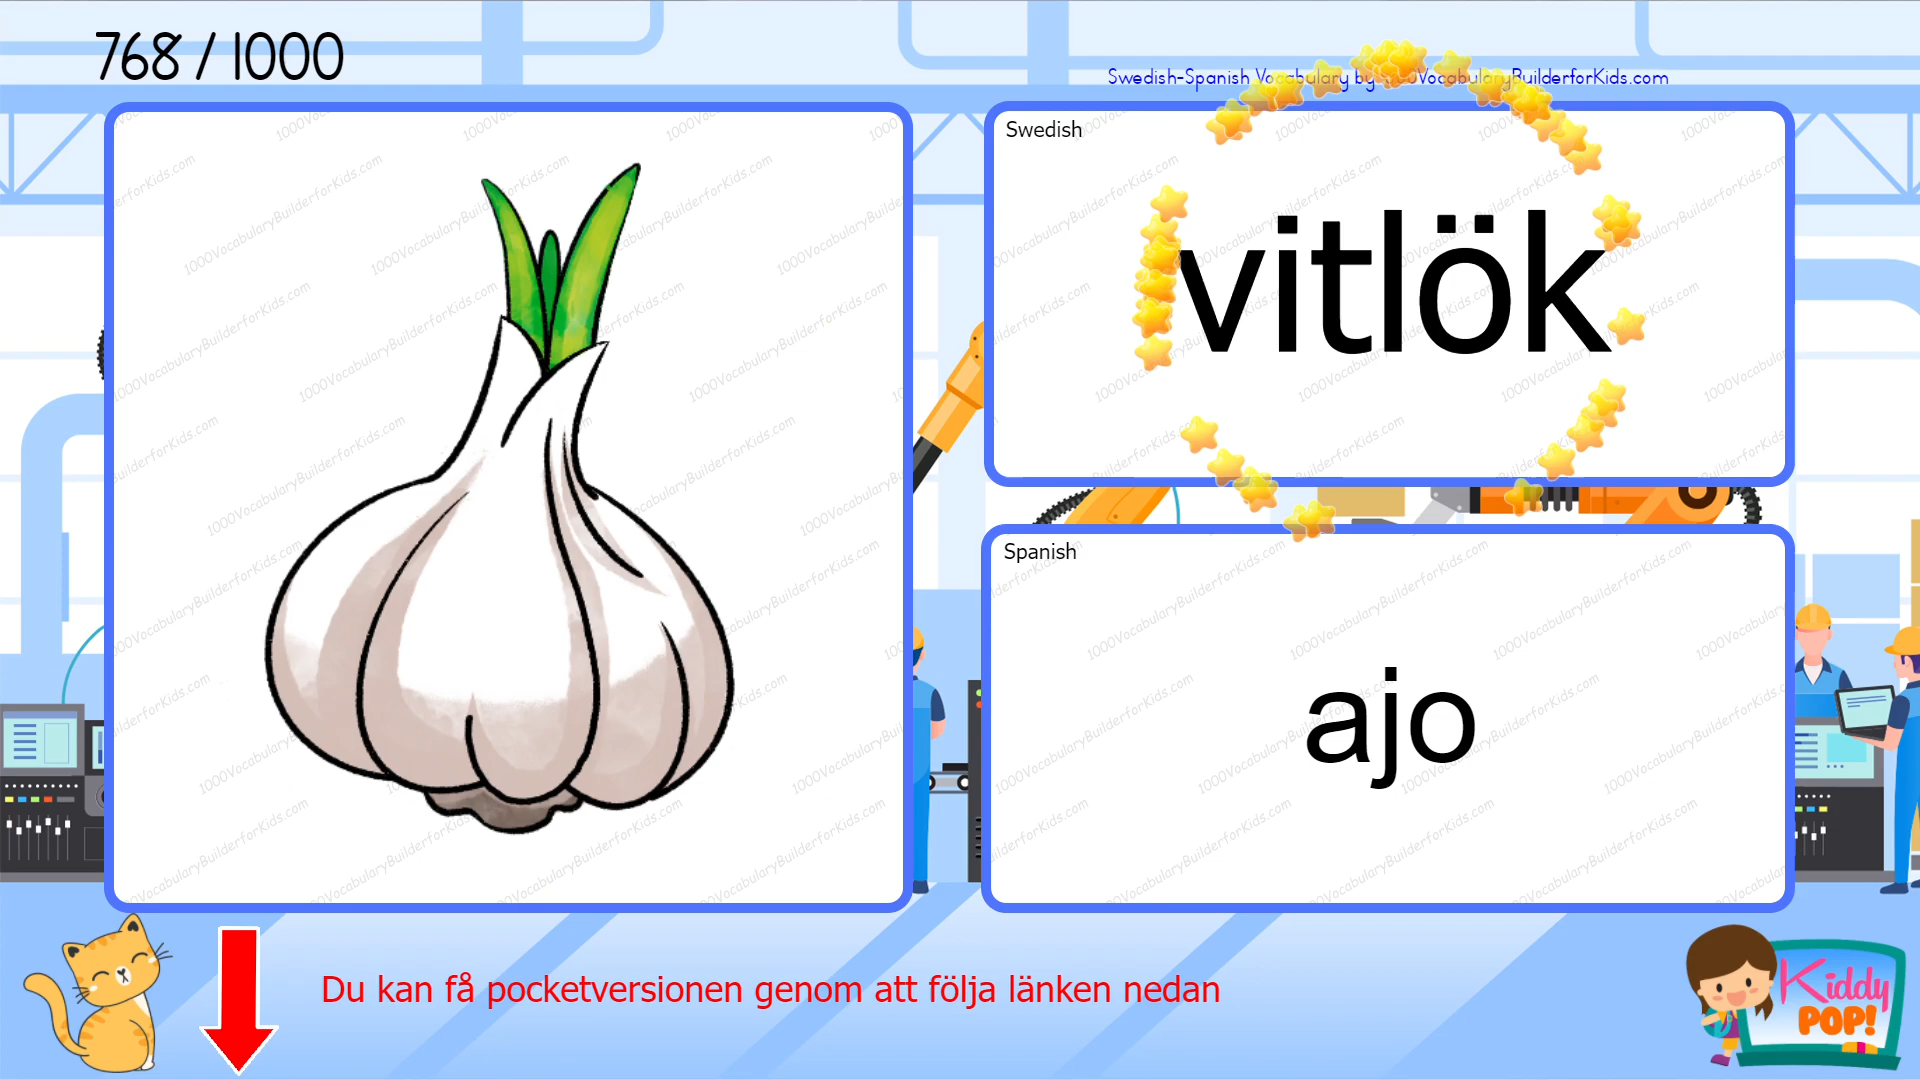 768 / 1000
Swedish-Spanish Vocabulary by 1000VocabularyBuilderforKids.com
Swedish
vitlök
Spanish
ajo
Du kan få pocketversionen genom att följa länken nedan
Kiddy
POP!